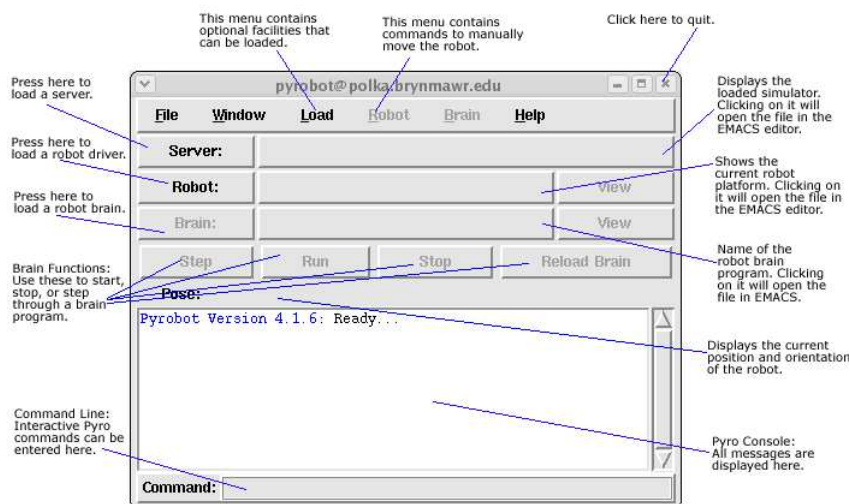 This menu contains
optional facilities that
can be loaded.
This menu contains
commands to manually
move the robot.
Click here to quit.
Press here to
load a server.
pyrobot@polka.brynmawr.edu
Displays the
loaded simulator.
Clicking on it will
open the file in the
EMACS editor.
File Window Load Robot Brain Help
Press here to
load a robot driver.
Server:
Robot:
View
Shows the
current robot
platform. Clicking on
it will open the file in
the EMACS editor.
Press here to
load a robot brain.
Brain:
View
Name of the
robot brain
program. Clicking
on it will open the
file in EMACS.
Brain Functions:
Use these to start,
stop, or step
through a brain
program.
Step Run Stop Reload Brain
Pose:
Pyrobot Version 4.1.6: Ready...
Displays the current
position and orientation
of the robot.
Command Line:
Interactive Pyro
commands can be
entered here.
Pyro Console:
All messages are
displayed here.
Command: